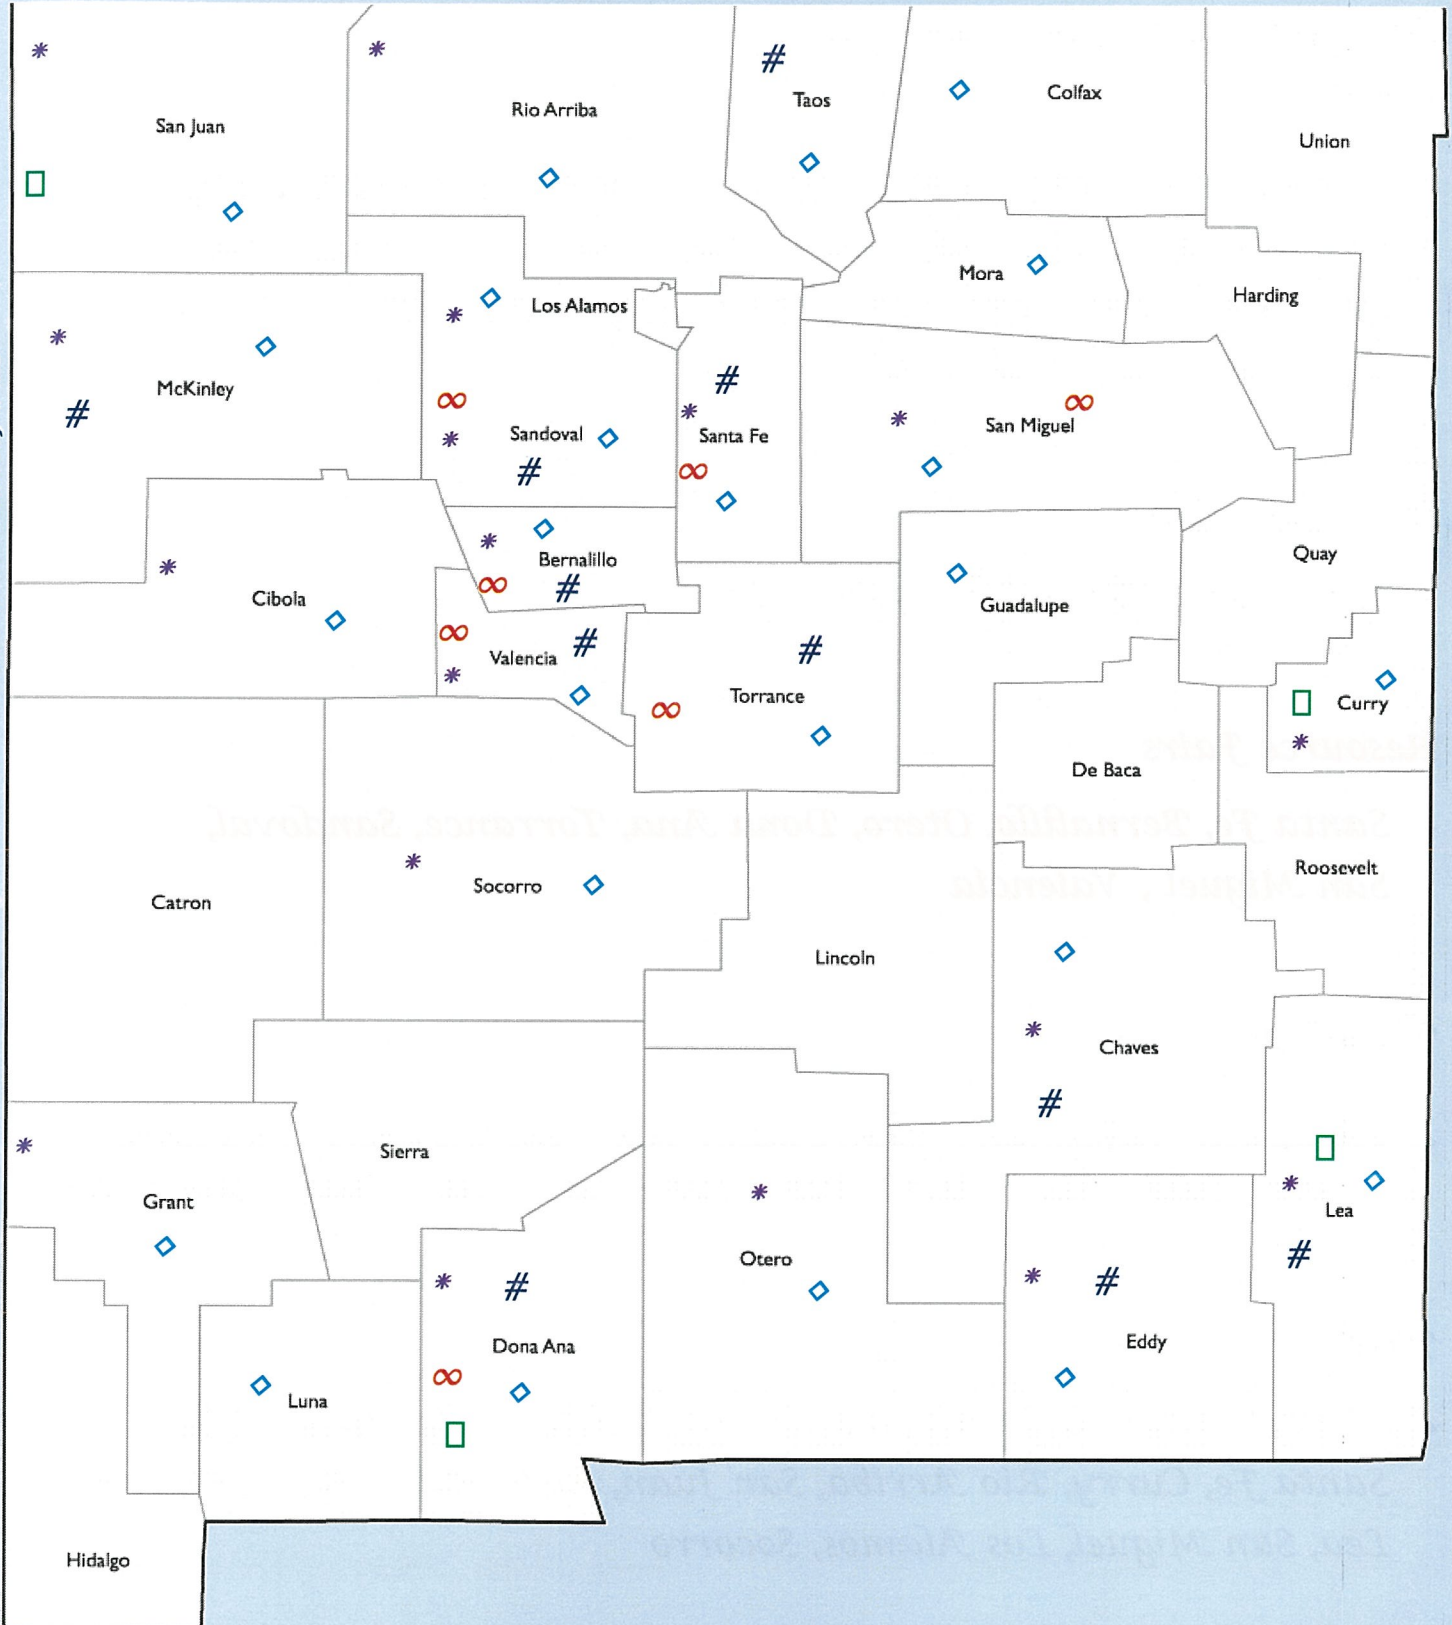 San Juan
Rio Arriba
Taos
Colfax
Union
Los Alamos
Mora
Harding
McKinley
Sandoval
Santa Fe
San Miguel
Cibola
Bernalillo
Valencia
Torrance
Guadalupe
Quay
Curry
De Baca
Roosevelt
Catron
Socorro
Lincoln
Chaves
Sierra
Grant
Otero
Lea
Dona Ana
Eddy
Luna
Hidalgo